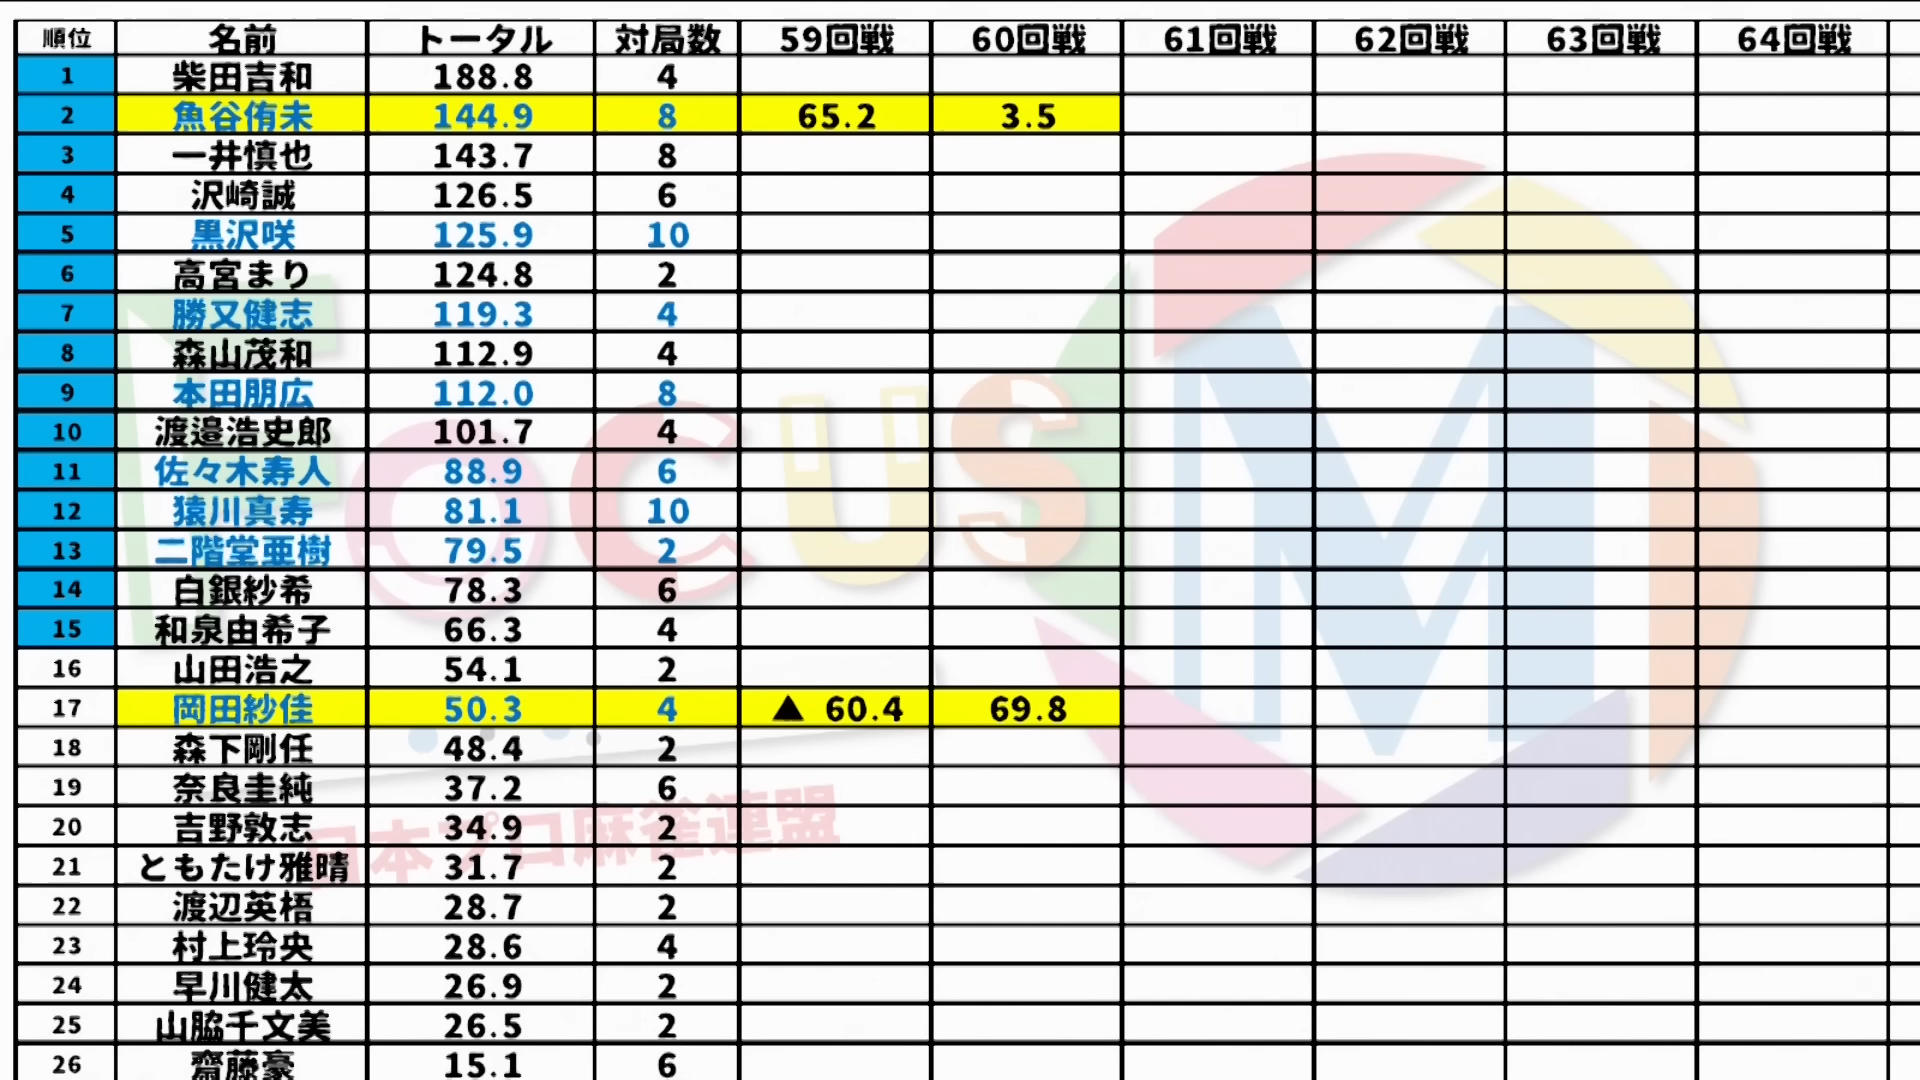 順位 名前 トータル 対局数 59回戦 60回戦 61回戦 62回戦 63回戦 64回戦
1 柴田吉和 188.8 4
2 魚谷侑未 144.9 8 65.2 3.5
3 一井慎也 143.7 8
4 沢崎誠 126.5 6
5 黒沢咲 125.9 10
6 高宮まり 124.8 2
7 勝又健志 119.3 4
8 森山茂和 112.9 4
9 本田朋広 112.0 8
10 渡邉浩史郎 101.7 4
11 佐々木寿人 88.9 6
12 猿川真寿 81.1 10
13 二階堂亜樹 79.5 2
14 白銀紗希 78.3 6
15 和泉由希子 66.3 4
16 山田浩之 54.1 2
17 岡田紗佳 50.3 4 ▲ 60.4 69.8
18 森下剛任 48.4 2
19 奈良圭純 37.2 6
20 吉野敦志 34.9 2
21 ともたけ雅晴 31.7 2
22 渡辺英梧 28.7 2
23 村上玲央 28.6 4
24 早川健太 26.9 2
25 山脇千文美 26.5 2
26 齋藤豪 15.1 6
Focus M
日本プロ麻雀連盟